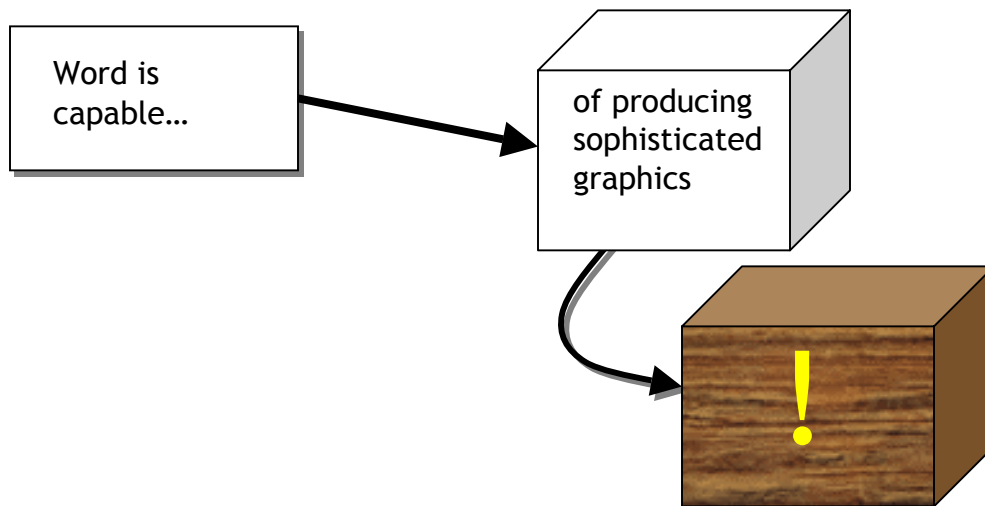 Word is
capable…
of producing
sophisticated
graphics
!